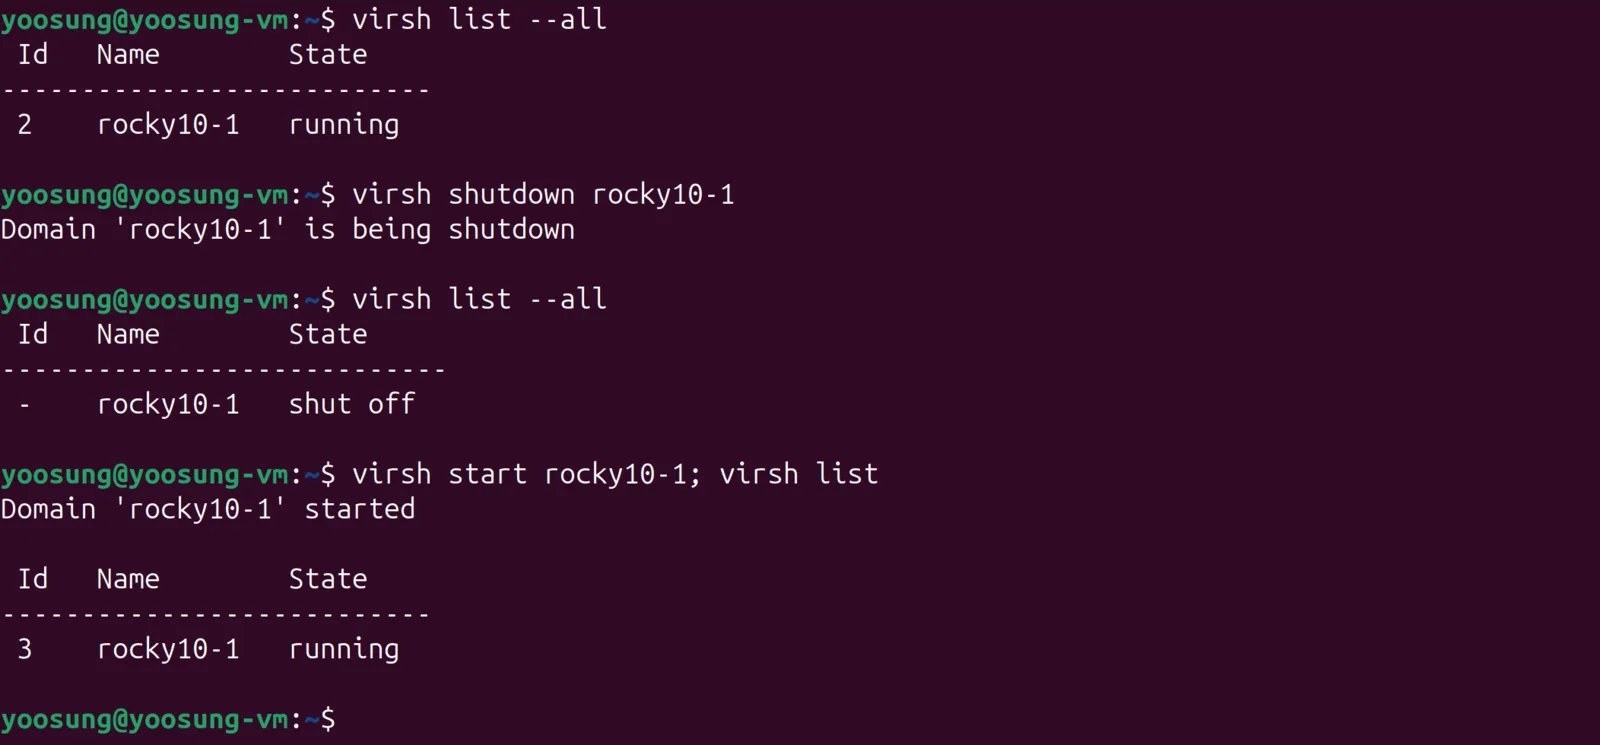 yoosung@yoosung-vm:~$ virsh list --all
 Id   Name        State
---------------------------
 2    rocky10-1   running
yoosung@yoosung-vm:~$ virsh shutdown rocky10-1
Domain 'rocky10-1' is being shutdown
yoosung@yoosung-vm:~$ virsh list --all
 Id   Name        State
----------------------------
 -    rocky10-1   shut off
yoosung@yoosung-vm:~$ virsh start rocky10-1; virsh list
Domain 'rocky10-1' started
 Id   Name        State
---------------------------
 3    rocky10-1   running
yoosung@yoosung-vm:~$